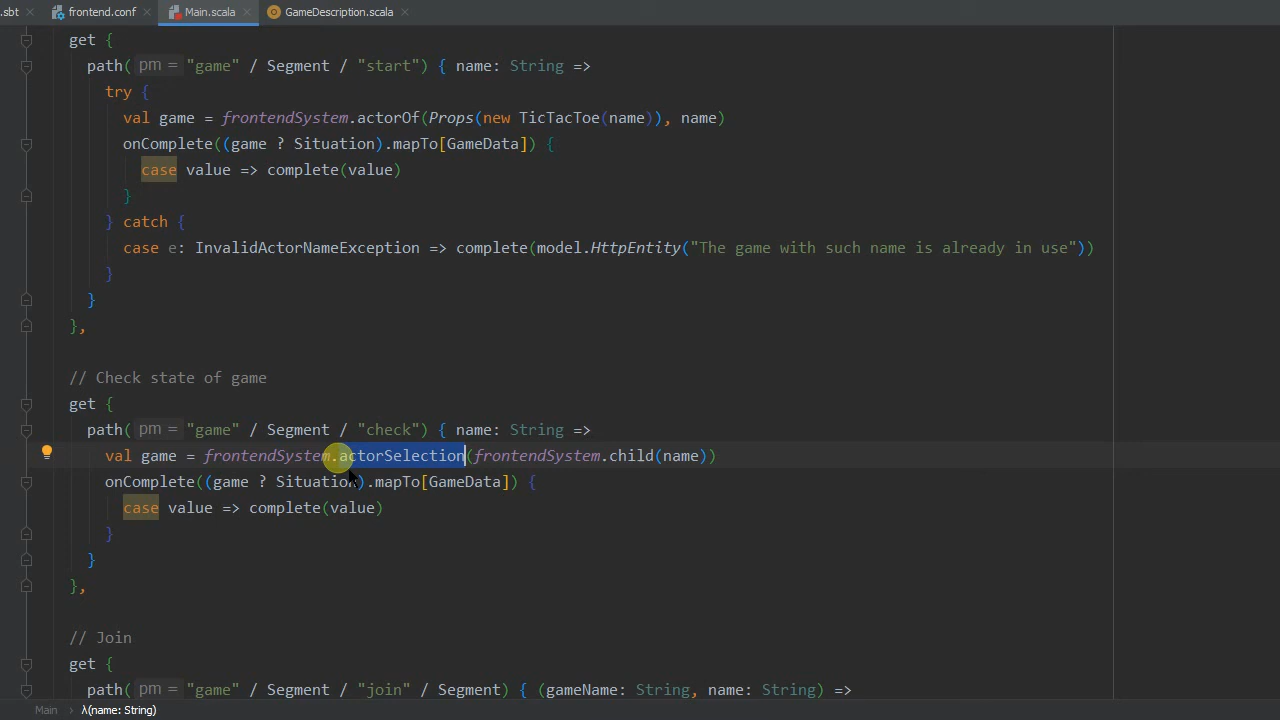 .sbt frontend.conf Main.scala GameDescription.scala
get {
path( pm = "game" / Segment / "start") { name: String =>
try {
val game = frontendSystem.actorOf(Props(new TicTacToe(name)), name)
onComplete((game ? Situation).mapTo[GameData]) {
case value => complete(value)
}
} catch {
case e: InvalidActorNameException => complete(model.HttpEntity("The game with such name is already in use"))
}
}
},
// Check state of game
get {
path( pm = "game" / Segment / "check") { name: String =>
val game = frontendSystem.actorSelection(frontendSystem.child(name))
onComplete((game ? Situation).mapTo[GameData]) {
case value => complete(value)
}
}
},
// Join
get {
path( pm = "game" / Segment / "join" / Segment) { (gameName: String, name: String) =>
Main › λ(name: String)